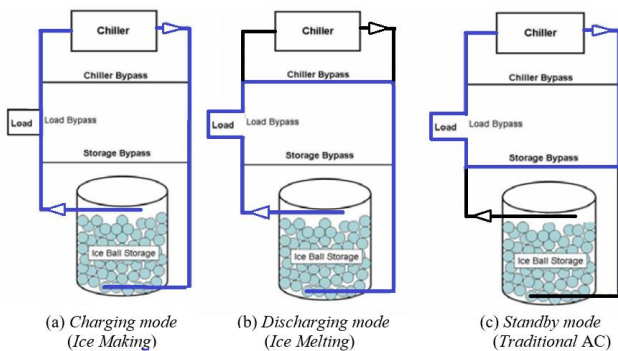 Chiller
Chiller Bypass
Load
Load Bypass
Storage Bypass
Ice Ball Storage
(a) Charging mode
(Ice Making)
Chiller
Chiller Bypass
Load
Load Bypass
Storage Bypass
Ice Ball Storage
(b) Discharging mode
(Ice Melting)
Chiller
Chiller Bypass
Load
Load Bypass
Storage Bypass
Ice Ball Storage
(c) Standby mode
(Traditional AC)